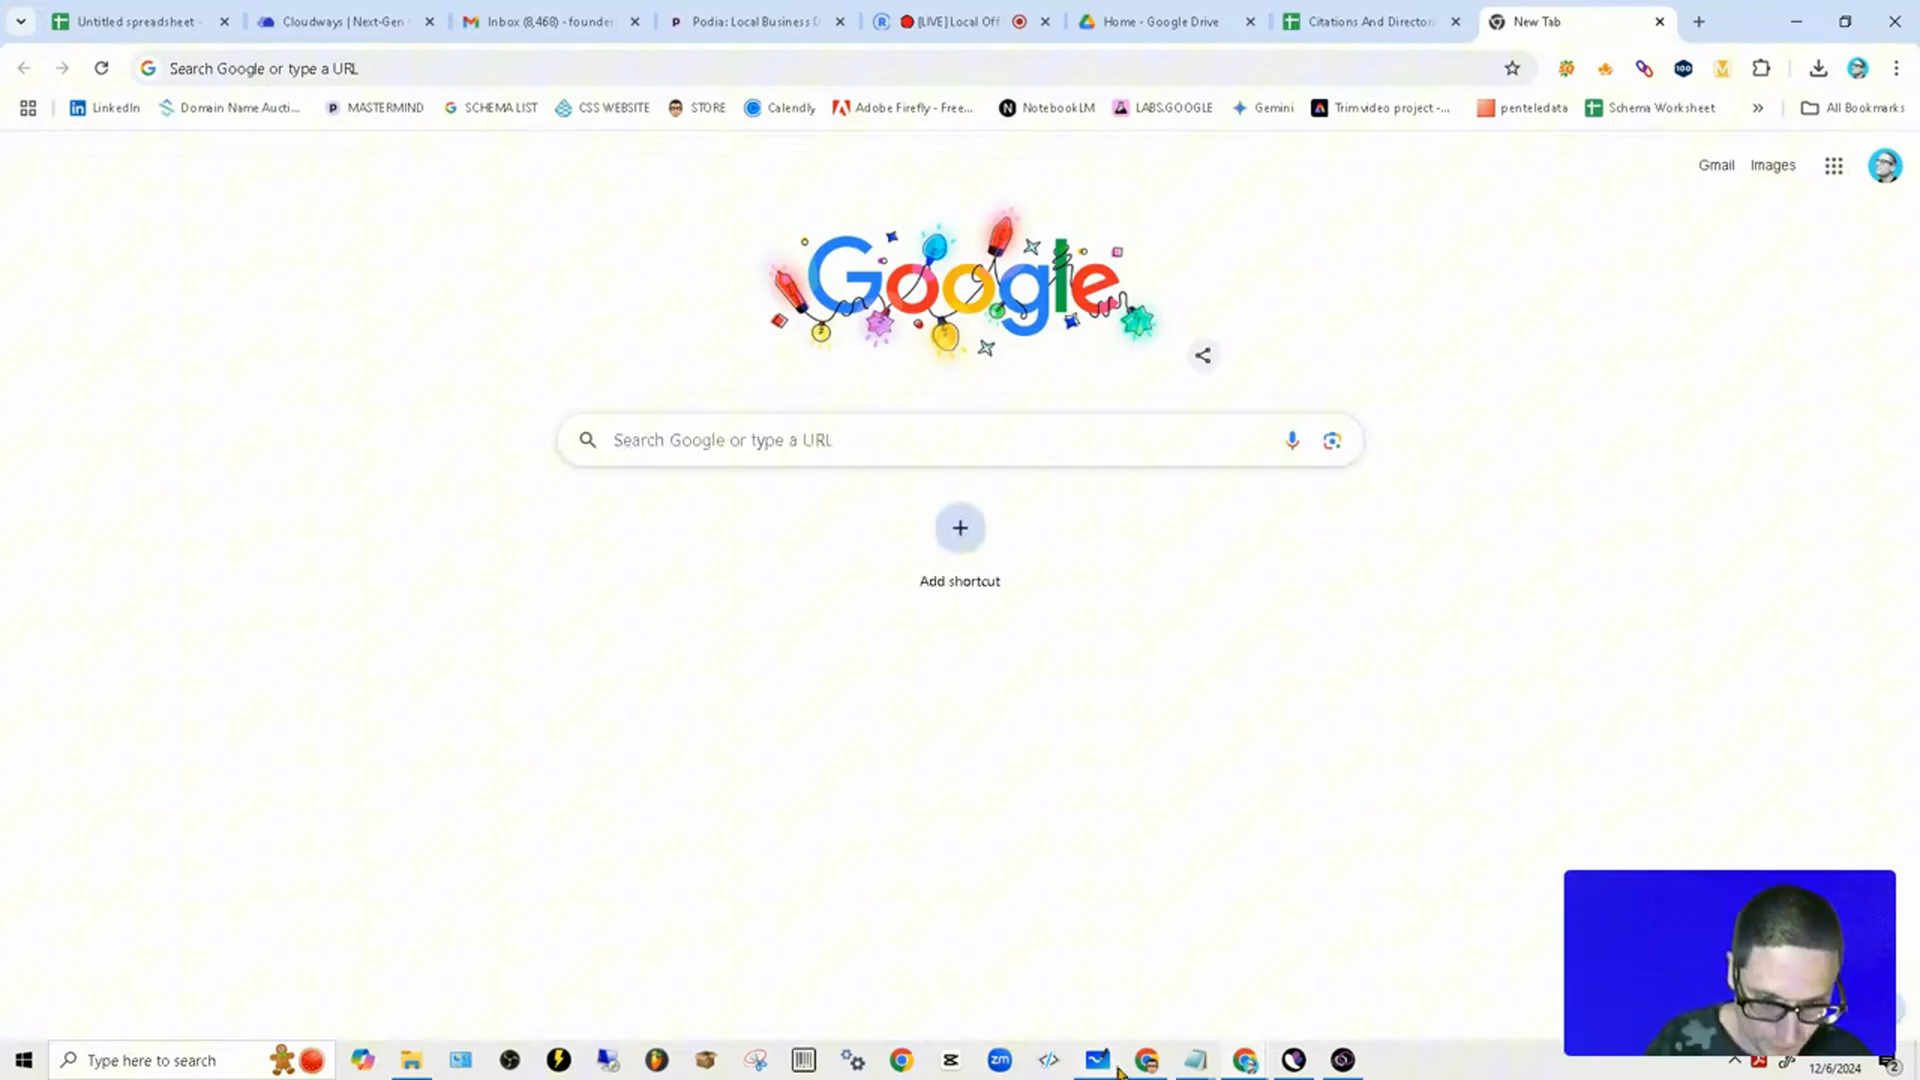 Untitled spreadsheet - Cloudways | Next-Gen Inbox (8,468) - founder Podia: Local Business D [LIVE] Local Off Home - Google Drive Citations And Director New Tab
Search Google or type a URL
LinkedIn Domain Name Aucti... MASTERMIND SCHEMA LIST CSS WEBSITE STORE Calendly Adobe Firefly - Free... NotebookLM LABS.GOOGLE Gemini Trim video project -... penteledata Schema Worksheet » All Bookmarks
Gmail Images
Google
Search Google or type a URL
Add shortcut
Type here to search
12/6/2024